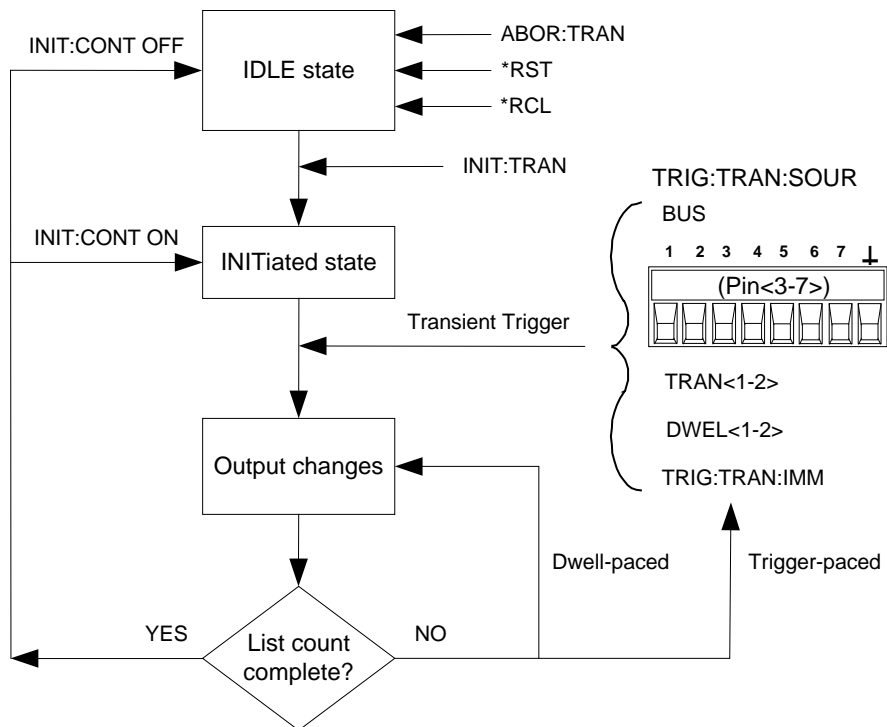 INIT:CONT OFF
IDLE state
ABOR:TRAN
*RST
*RCL
INIT:TRAN
TRIG:TRAN:SOUR
BUS
INIT:CONT ON
INITiated state
1 2 3 4 5 6 7
(Pin<3-7>)
Transient Trigger
TRAN<1-2>
DWEL<1-2>
TRIG:TRAN:IMM
Output changes
Dwell-paced
Trigger-paced
YES
List count
complete?
NO